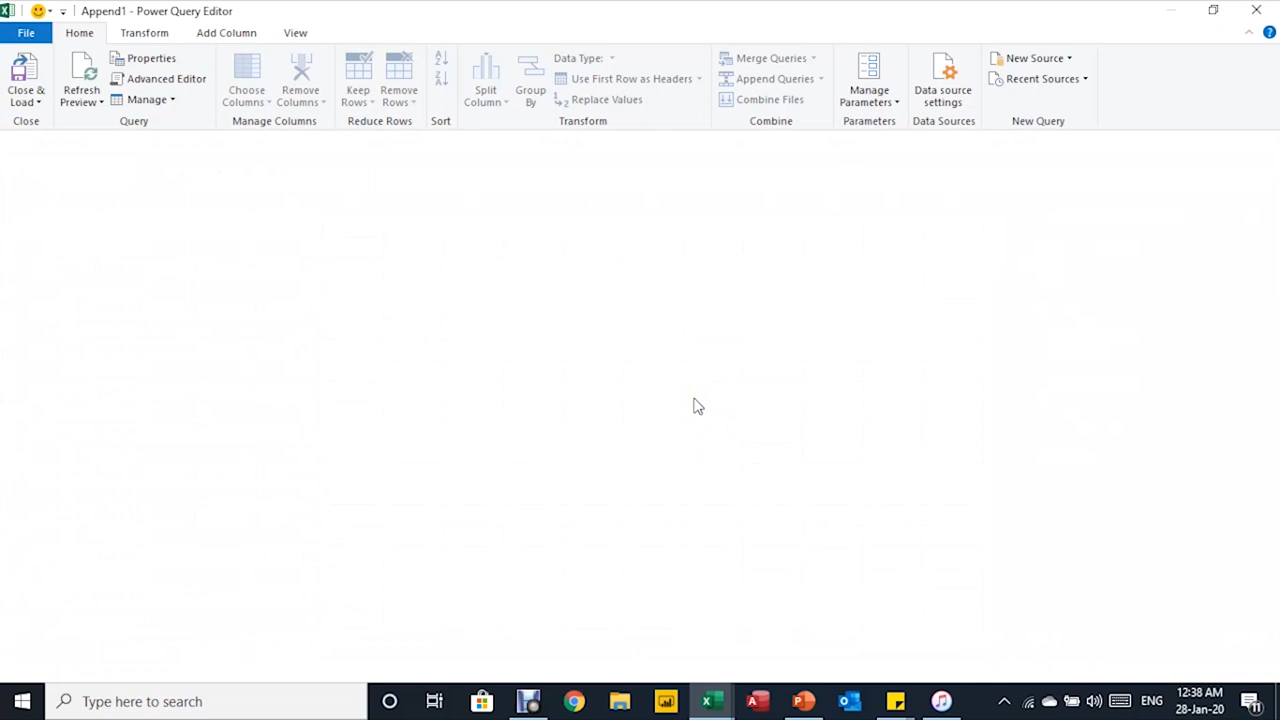 Append1 - Power Query Editor
File
Home
Transform
Add Column
View
Close & Load
Refresh Preview
Properties
Advanced Editor
Manage
Choose Columns
Remove Columns
Keep Rows
Remove Rows
Split Column
Group By
Data Type:
Use First Row as Headers
Replace Values
Merge Queries
Append Queries
Combine Files
Manage Parameters
Data source settings
New Source
Recent Sources
Close
Query
Manage Columns
Reduce Rows
Sort
Transform
Combine
Parameters
Data Sources
New Query
Type here to search
ENG
12:38 AM
28-Jan-20
11